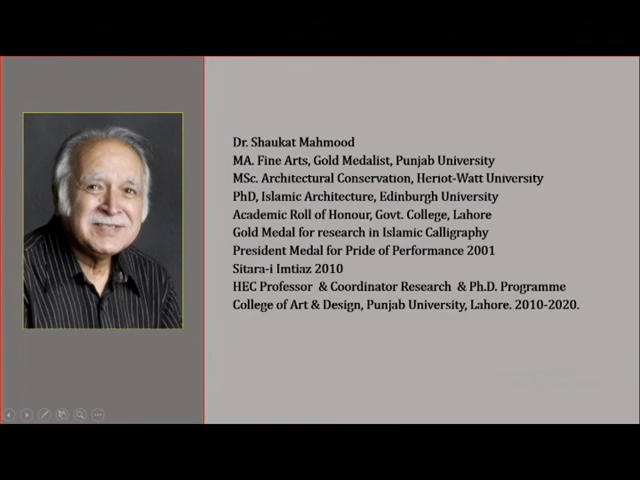 Dr. Shaukat Mahmood
MA. Fine Arts, Gold Medalist, Punjab University
MSc. Architectural Conservation, Heriot-Watt University
PhD, Islamic Architecture, Edinburgh University
Academic Roll of Honour, Govt. College, Lahore
Gold Medal for research in Islamic Calligraphy
President Medal for Pride of Performance 2001
Sitara-i Imtiaz 2010
HEC Professor & Coordinator Research & Ph.D. Programme
College of Art & Design, Punjab University, Lahore. 2010-2020.